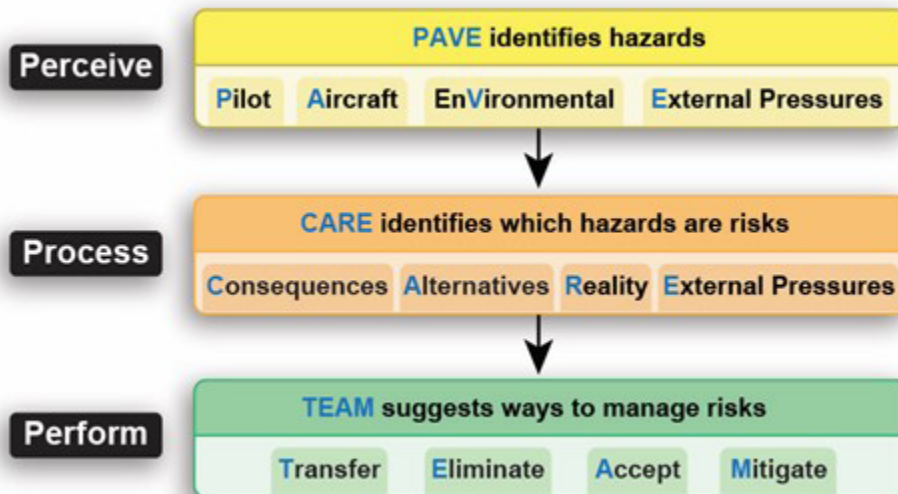 Perceive
PAVE identifies hazards
Pilot Aircraft EnVironmental External Pressures
Process
CARE identifies which hazards are risks
Consequences Alternatives Reality External Pressures
Perform
TEAM suggests ways to manage risks
Transfer Eliminate Accept Mitigate